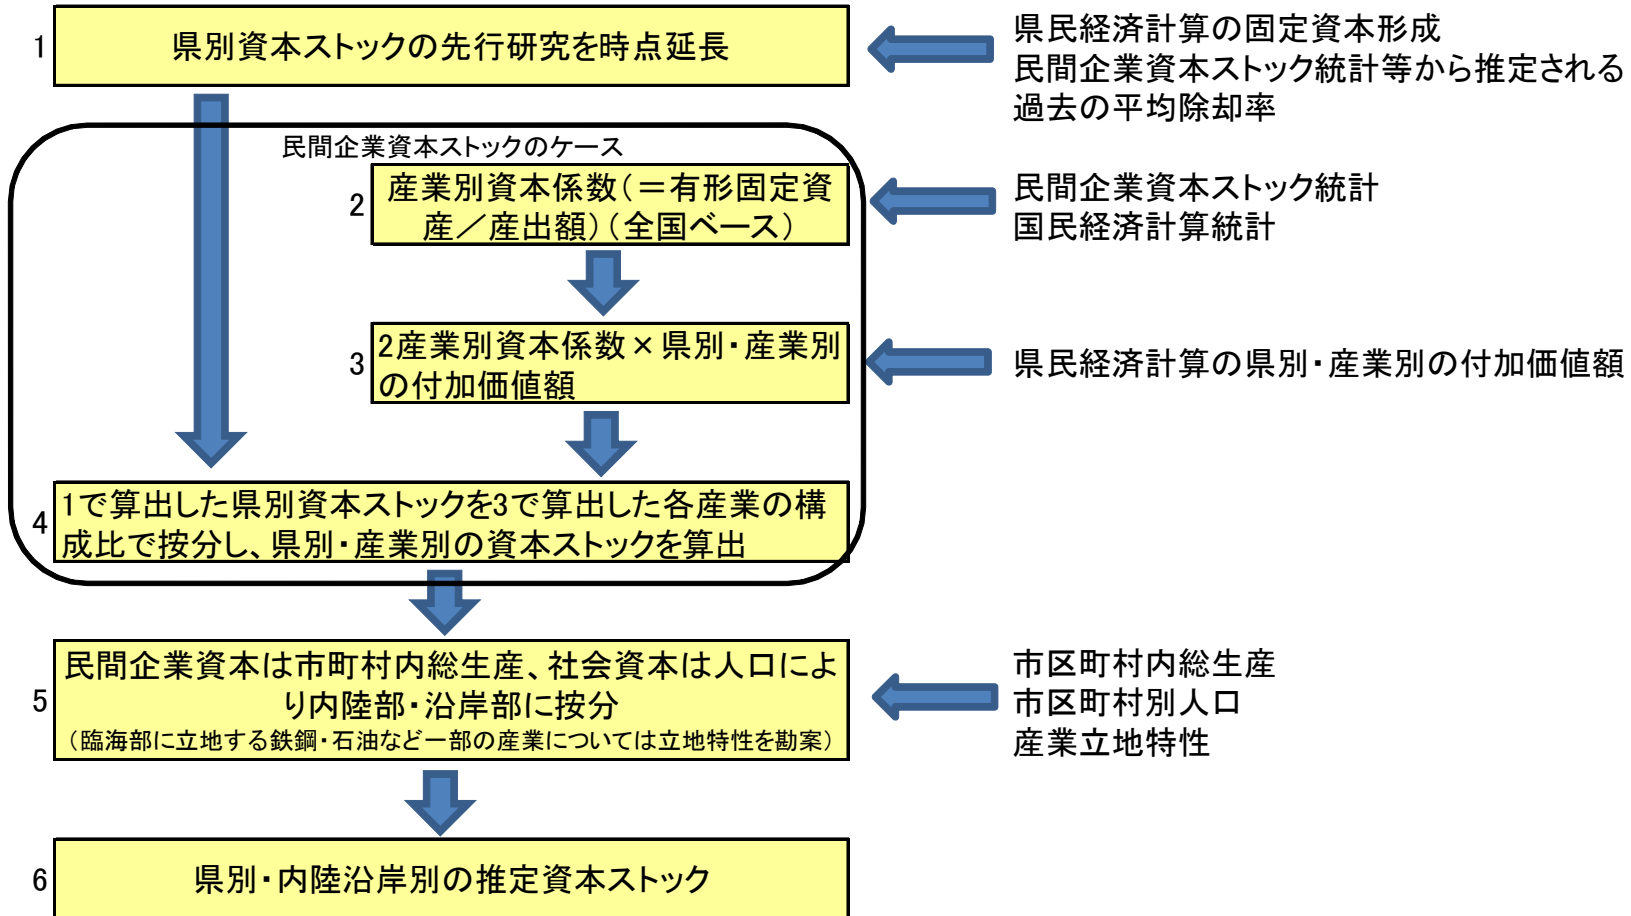 1
県別資本ストックの先行研究を時点延長
県民経済計算の固定資本形成
民間企業資本ストック統計等から推定される
過去の平均除却率
民間企業資本ストックのケース
2
産業別資本係数（＝有形固定資
産／産出額）（全国ベース）
民間企業資本ストック統計
国民経済計算統計
3
2産業別資本係数×県別・産業別
の付加価値額
県民経済計算の県別・産業別の付加価値額
4
1で算出した県別資本ストックを3で算出した各産業の構
成比で按分し、県別・産業別の資本ストックを算出
5
民間企業資本は市町村内総生産、社会資本は人口によ
り内陸部・沿岸部に按分
（臨海部に立地する鉄鋼・石油など一部の産業については立地特性を勘案）
市区町村内総生産
市区町村別人口
産業立地特性
6
県別・内陸沿岸別の推定資本ストック